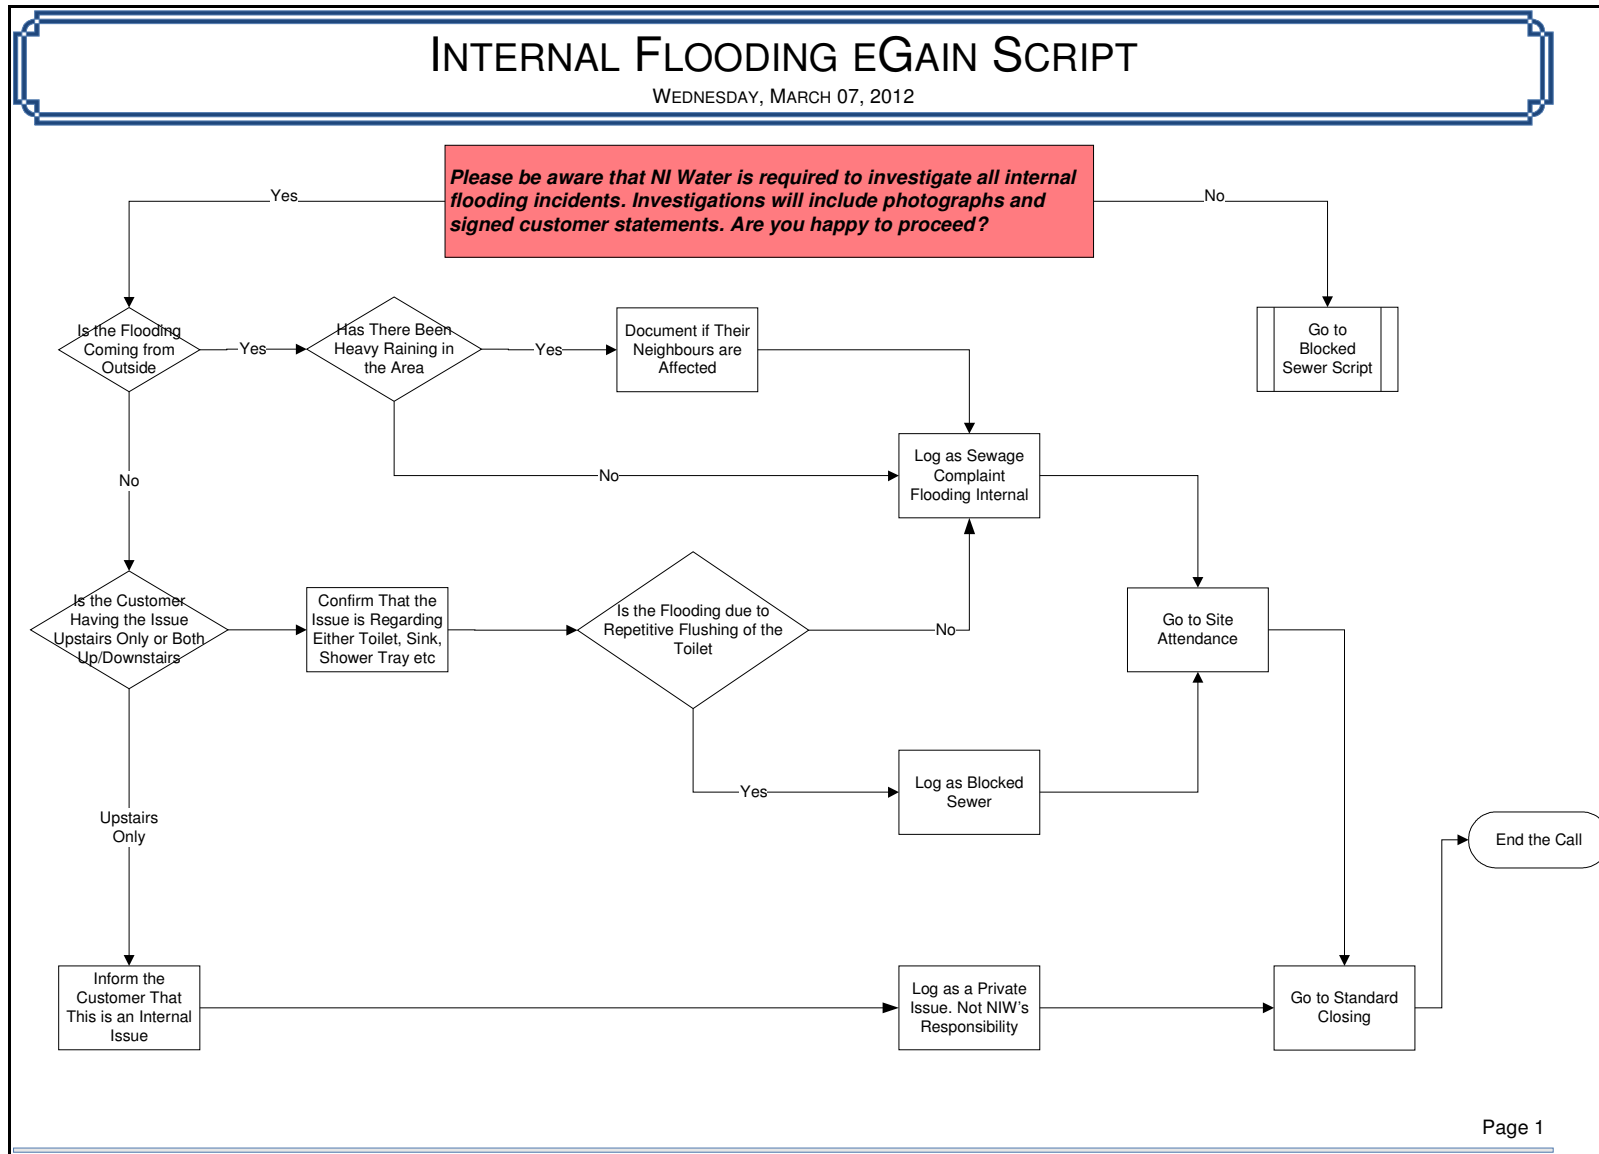 INTERNAL FLOODING EGAIN SCRIPT
WEDNESDAY, MARCH 07, 2012
Please be aware that NI Water is required to investigate all internal
flooding incidents. Investigations will include photographs and
signed customer statements. Are you happy to proceed?
Yes
No
Is the Flooding
Coming from
Outside
Yes
Has There Been
Heavy Raining in
the Area
Yes
Document if Their
Neighbours are
Affected
Go to
Blocked
Sewer Script
No
No
Log as Sewage
Complaint
Flooding Internal
Is the Customer
Having the Issue
Upstairs Only or Both
Up/Downstairs
Confirm That the
Issue is Regarding
Either Toilet, Sink,
Shower Tray etc
Is the Flooding due to
Repetitive Flushing of the
Toilet
No
Go to Site
Attendance
Yes
Log as Blocked
Sewer
Upstairs
Only
End the Call
Inform the
Customer That
This is an Internal
Issue
Log as a Private
Issue. Not NIW's
Responsibility
Go to Standard
Closing
Page 1